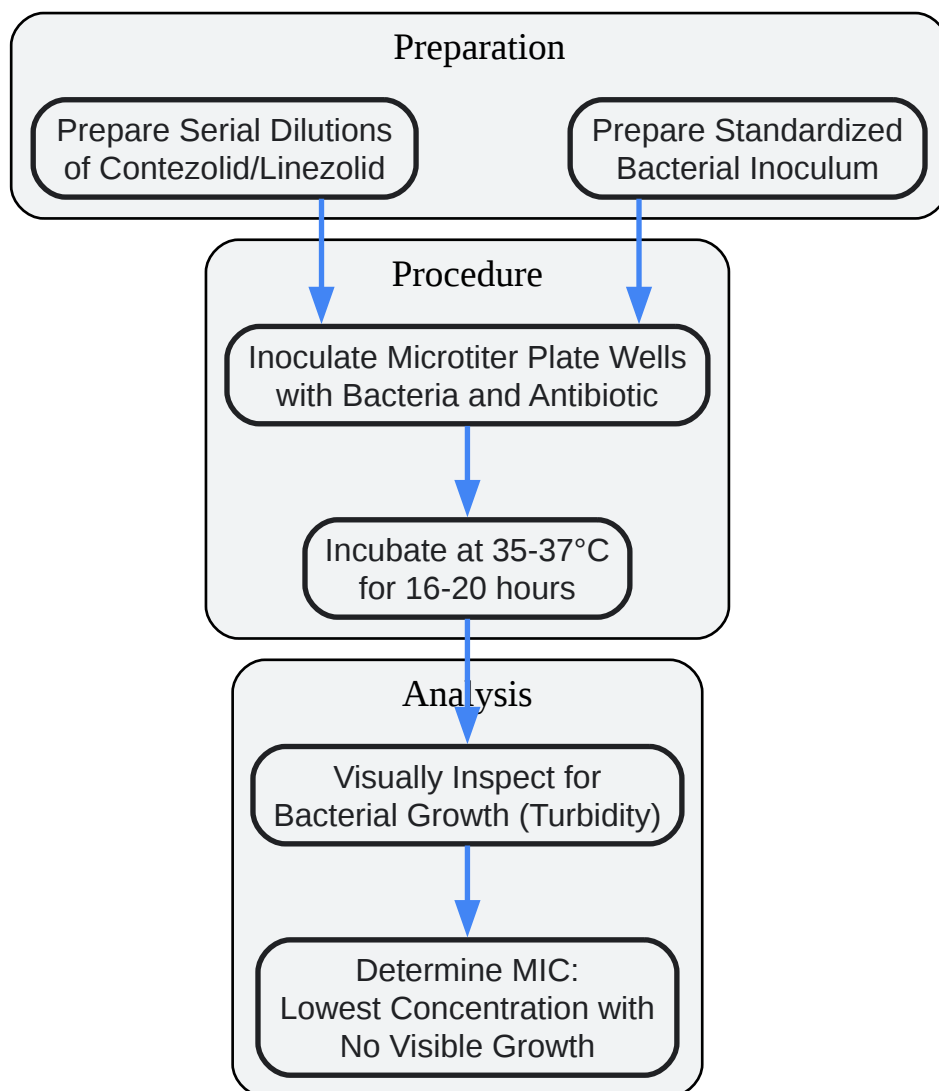 Preparation
Prepare Serial Dilutions
of Contezolid/Linezolid
Prepare Standardized
Bacterial Inoculum
Procedure
Inoculate Microtiter Plate Wells
with Bacteria and Antibiotic
Incubate at 35-37°C
for 16-20 hours
Analysis
Visually Inspect for
Bacterial Growth (Turbidity)
Determine MIC:
Lowest Concentration with
No Visible Growth